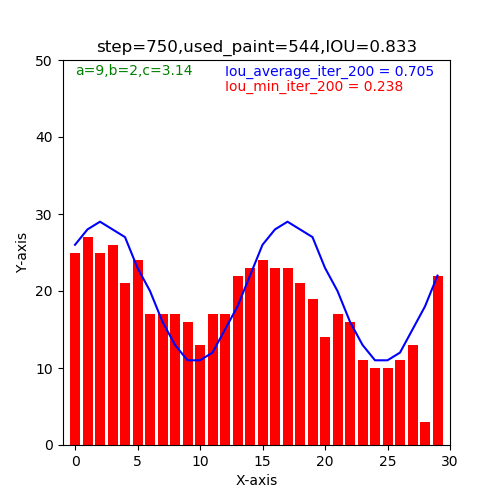 step=750,used_paint=544,IOU=0.833
a=9,b=2,c=3.14
Iou_average_iter_200 = 0.705
Iou_min_iter_200 = 0.238
50
40
30
20
10
0
Y-axis
0 5 10 15 20 25 30
X-axis